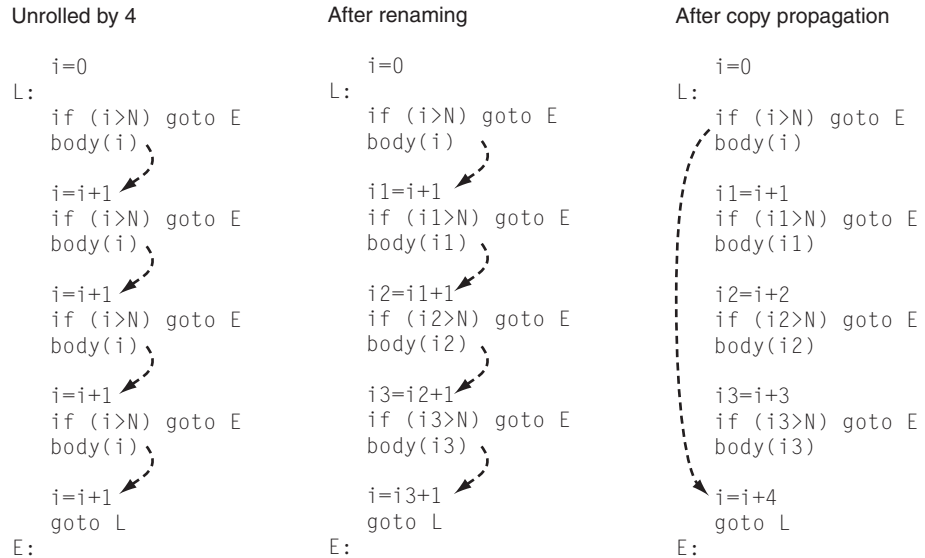 Unrolled by 4
i=0
L:
if (i>N) goto E
body(i)
i=i+1
if (i>N) goto E
body(i)
i=i+1
if (i>N) goto E
body(i)
i=i+1
if (i>N) goto E
body(i)
i=i+1
goto L
E:
After renaming
i=0
L:
if (i>N) goto E
body(i)
i1=i+1
if (i1>N) goto E
body(i1)
i2=i1+1
if (i2>N) goto E
body(i2)
i3=i2+1
if (i3>N) goto E
body(i3)
i=i3+1
goto L
E:
After copy propagation
i=0
L:
if (i>N) goto E
body(i)
i1=i+1
if (i1>N) goto E
body(i1)
i2=i+2
if (i2>N) goto E
body(i2)
i3=i+3
if (i3>N) goto E
body(i3)
i=i+4
goto L
E: